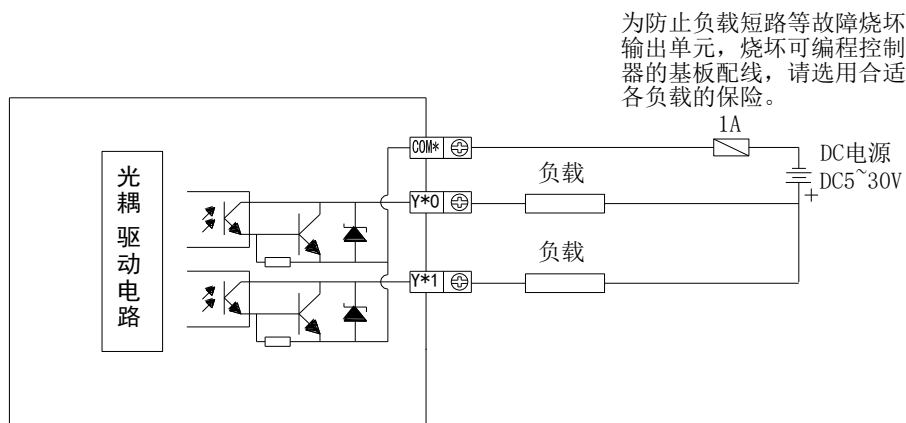 为防止负载短路等故障烧坏
输出单元，烧坏可编程控制
器的基板配线，请选用合适
各负载的保险。
1A
COM*
DC电源
DC5~30V
+
负载
Y*0
负载
Y*1
光耦驱动电路